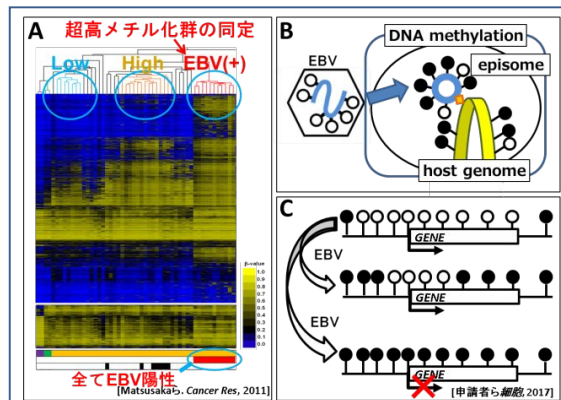 A 超高メチル化群の同定
Low High EBV(+)
β-value
1.0
0.9
0.8
0.7
0.6
0.5
0.4
0.3
0.2
0.1
0.0
全てEBV陽性
[Matsusakaら. Cancer Res, 2011]
B
EBV
DNA methylation
episome
host genome
C
GENE
EBV
GENE
EBV
GENE
[申請者ら細胞, 2017]